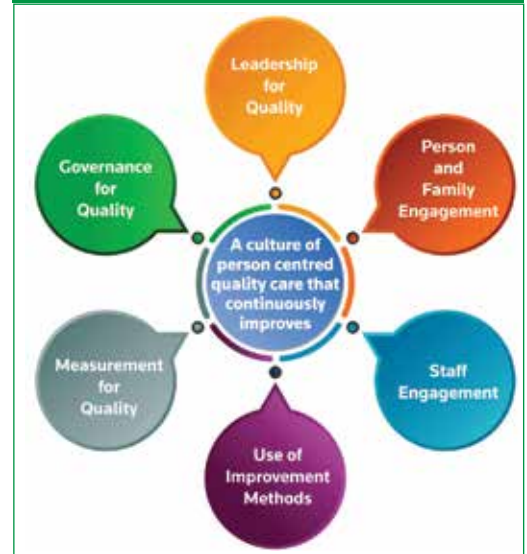 Leadership
for
Quality
Person
and
Family
Engagement
Staff
Engagement
Use of
Improvement
Methods
Measurement
for
Quality
Governance
for
Quality
A culture of
person centred
quality care that
continuously
improves